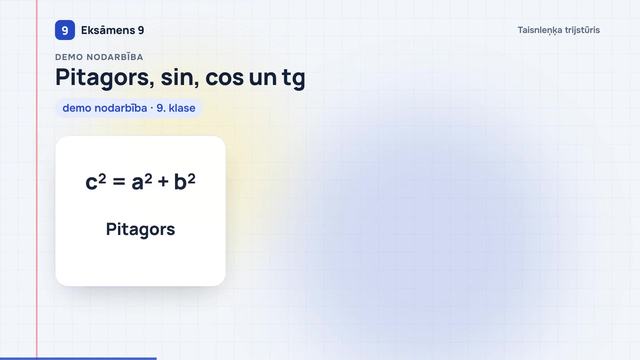 9 Eksāmens 9
Taisnleņķa trijstūris
DEMO NODARBĪBA
Pitagors, sin, cos un tg
demo nodarbība · 9. klase
c² = a² + b²
Pitagors